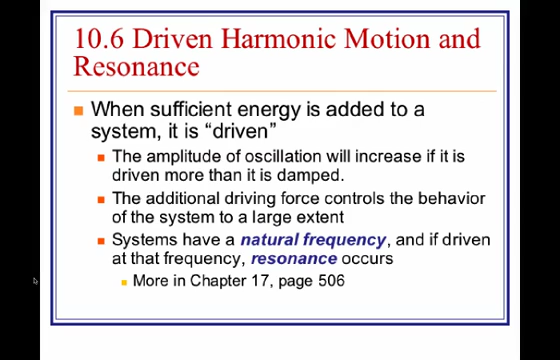 10.6 Driven Harmonic Motion and
Resonance
When sufficient energy is added to a
system, it is “driven”
The amplitude of oscillation will increase if it is
driven more than it is damped.
The additional driving force controls the behavior
of the system to a large extent
Systems have a natural frequency, and if driven
at that frequency, resonance occurs
More in Chapter 17, page 506